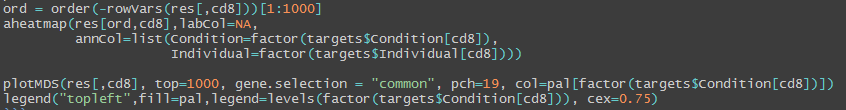 ord = order(-rowVars(res[,cd8]))[1:1000]
aheatmap(res[ord,cd8],labCol=NA,
annCol=list(Condition=factor(targets$Condition[cd8]),
Individual=factor(targets$Individual[cd8])))
plotMDS(res[,cd8], top=1000, gene.selection = "common", pch=19, col=pal[factor(targets$Condition[cd8])])
legend("topleft",fill=pal,legend=levels(factor(targets$Condition[cd8])), cex=0.75)